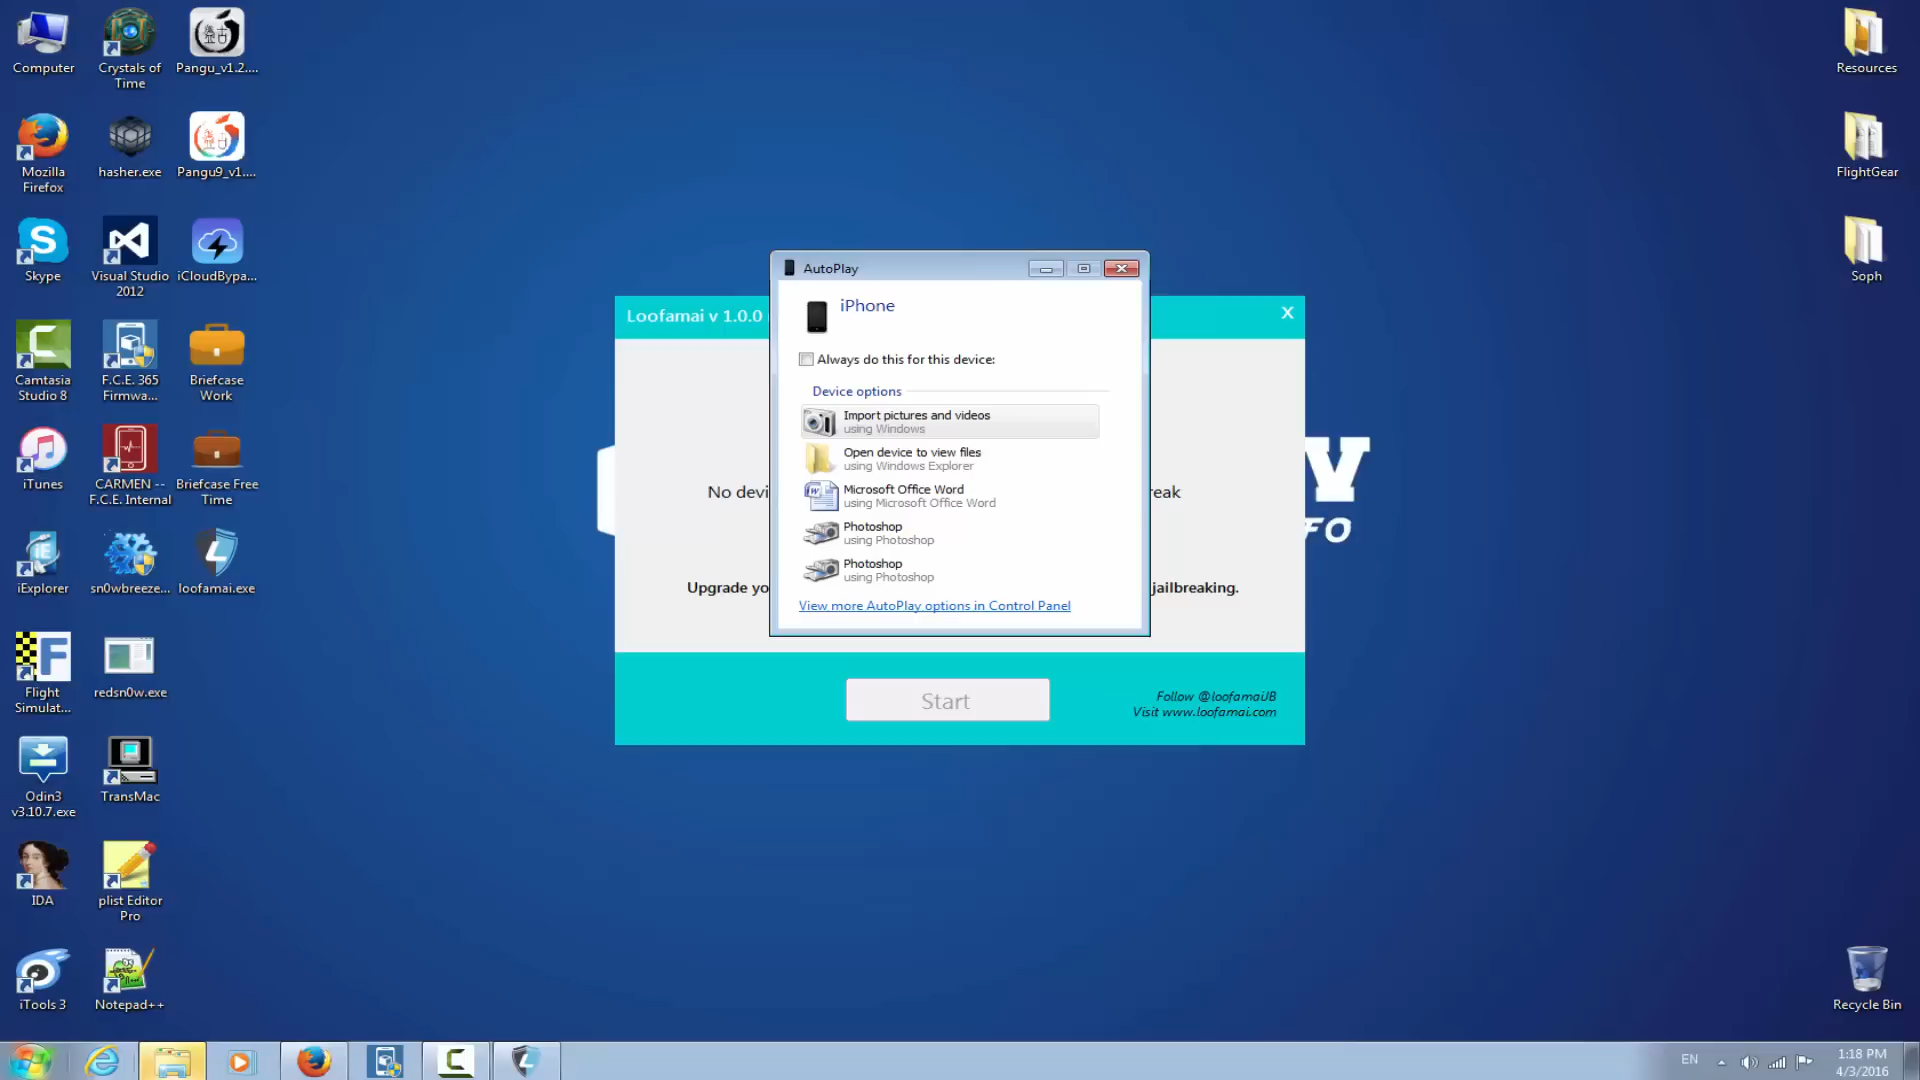 Computer
Crystals of
Time
Pangu_v1.2....
Mozilla
Firefox
hasher.exe
Pangu9_v1....
Skype
Visual Studio
2012
iCloudBypa...
Camtasia
Studio 8
F.C.E. 365
Firmwa...
Briefcase
Work
iTunes
CARMEN --
F.C.E. Internal
Briefcase Free
Time
iExplorer
sn0wbreeze...
loofamai.exe
Flight
Simulat...
redsn0w.exe
Odin3
v3.10.7.exe
TransMac
IDA
plist Editor
Pro
iTools 3
Notepad++
Resources
FlightGear
Soph
Recycle Bin
Loofamai v 1.0.0
X
No devi
reak
Upgrade yo
jailbreaking.
Start
Follow @loofamaiJB
Visit www.loofamai.com
AutoPlay
iPhone
Always do this for this device:
Device options
Import pictures and videos
using Windows
Open device to view files
using Windows Explorer
Microsoft Office Word
using Microsoft Office Word
Photoshop
using Photoshop
Photoshop
using Photoshop
View more AutoPlay options in Control Panel
FO
EN
1:18 PM
4/3/2016